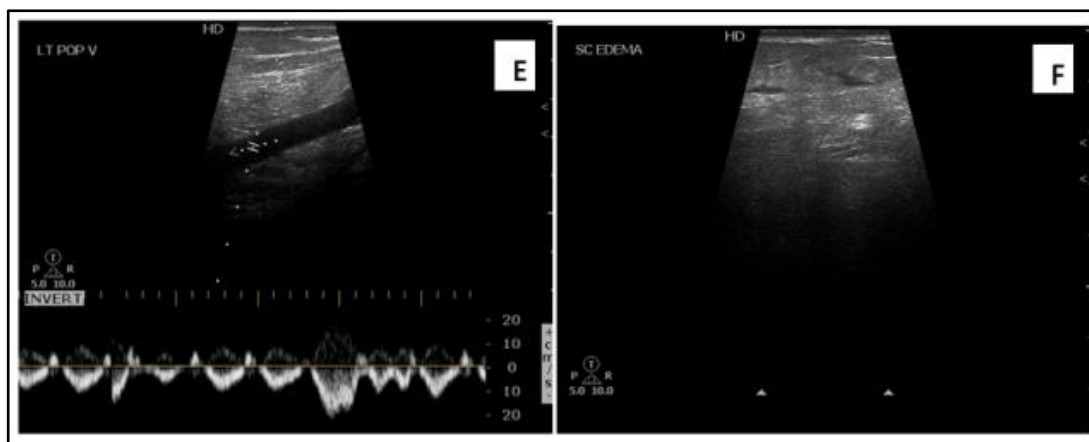 HD
LT POP V
E
P R
5.0 10.0
INVERT
20
10
0
10
20
+
cm/s
-
HD
SC EDEMA
F
P R
5.0 10.0